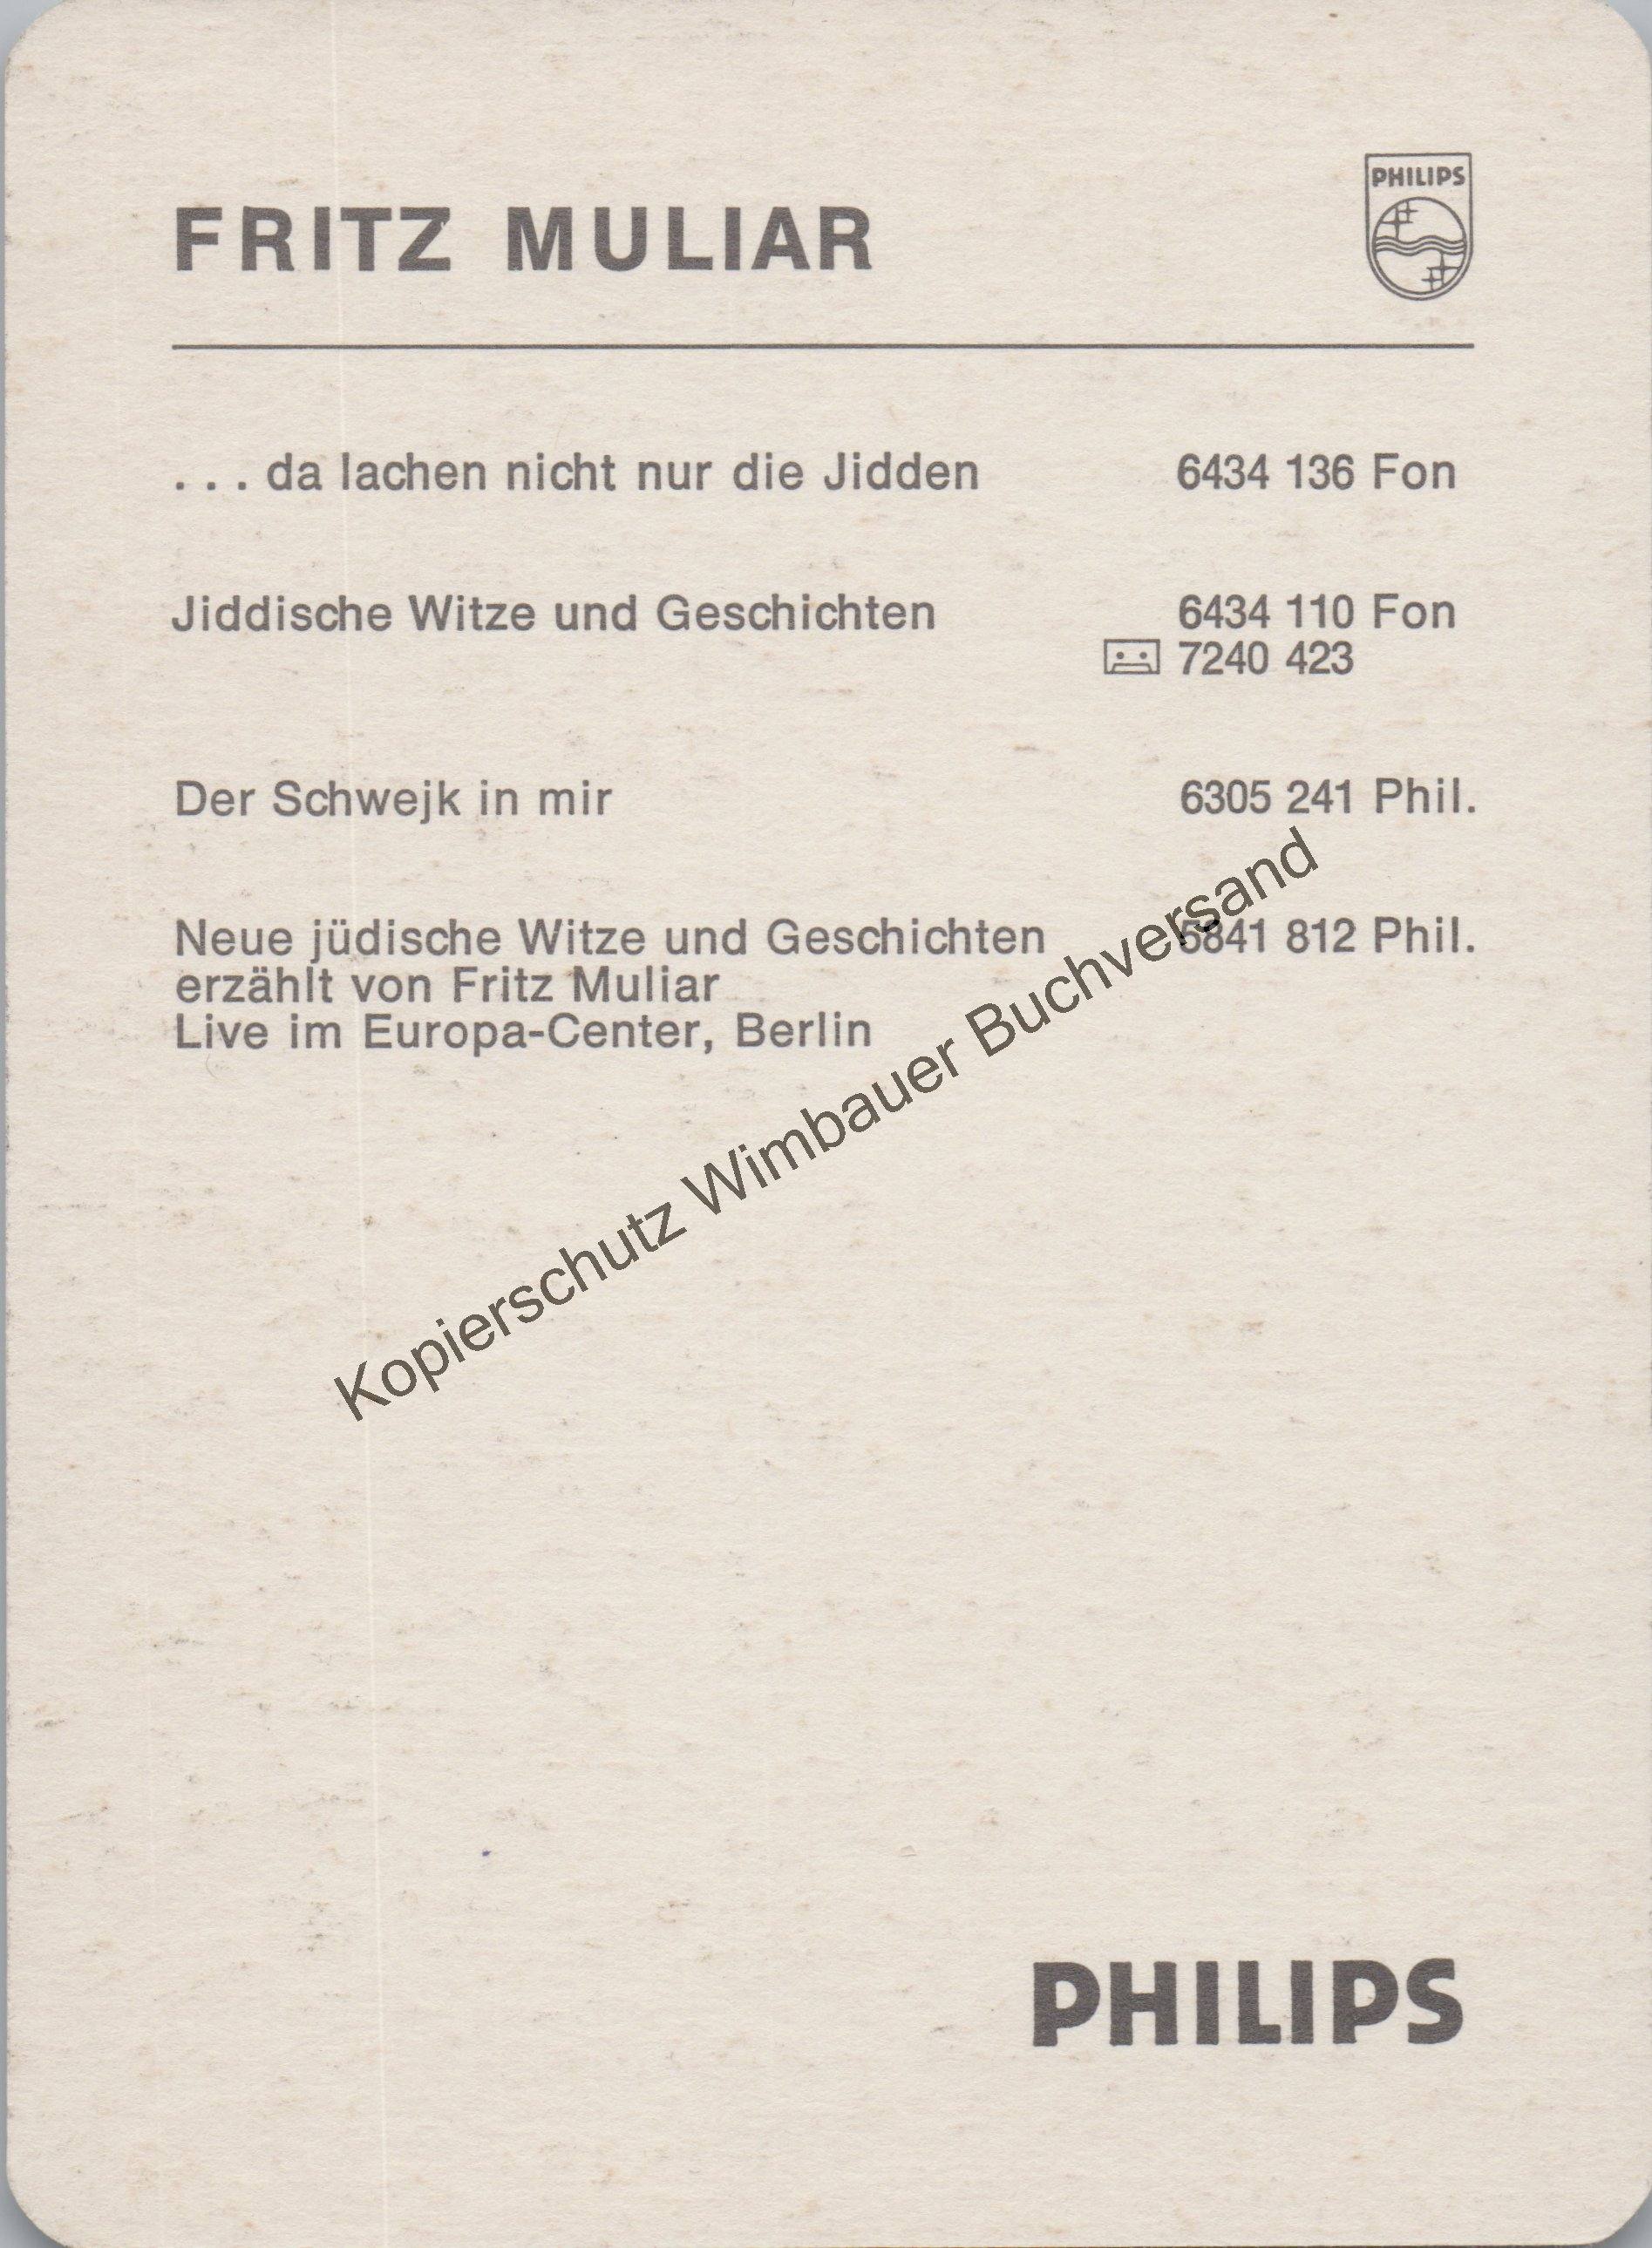 FRITZ MULIAR
PHILIPS
. . . da lachen nicht nur die Jidden 6434 136 Fon
Jiddische Witze und Geschichten 6434 110 Fon
7240 423
Der Schwejk in mir 6305 241 Phil.
Neue jüdische Witze und Geschichten 5841 812 Phil.
erzählt von Fritz Muliar
Live im Europa-Center, Berlin
Kopierschutz Wimbauer Buchversand
PHILIPS